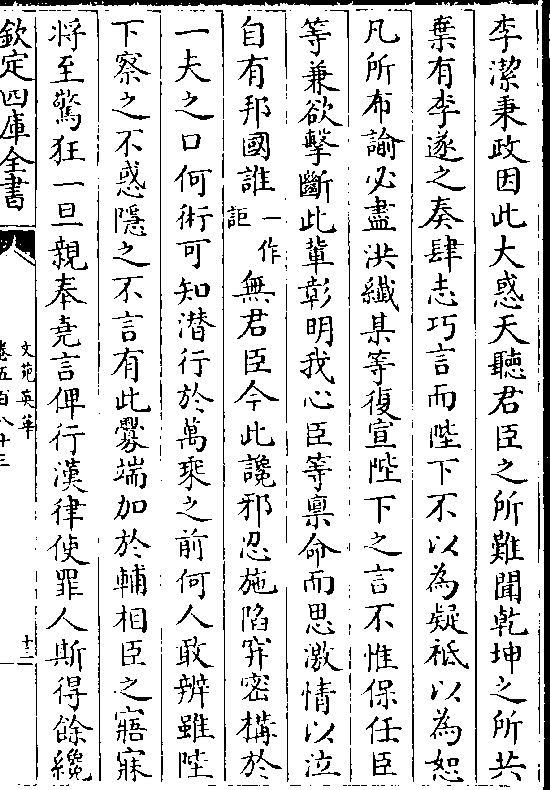 李潔秉政因此大惑天聽君臣之所難聞乾坤之所共
棄有李遂之奏肆志巧言而陛下不以為疑祗以為恕
凡所布諭必盡洪纖某等復宣陛下之言不惟保任臣
等兼欲擊斷此輩彰明我心臣等禀命而思激情以泣
自有邦國誰一作詎無君臣今此讒邪忍施陷穽密構於
一夫之口何術可知潛行於萬乘之前何人敢辨雖陛
下察之不惑隱之不言有此釁端加於輔相臣之寤寐
将至驚狂一旦親奉堯言俾行漢律使罪人斯得餘纔
欽定四庫全書
文苑英華
卷五百八十三
十二